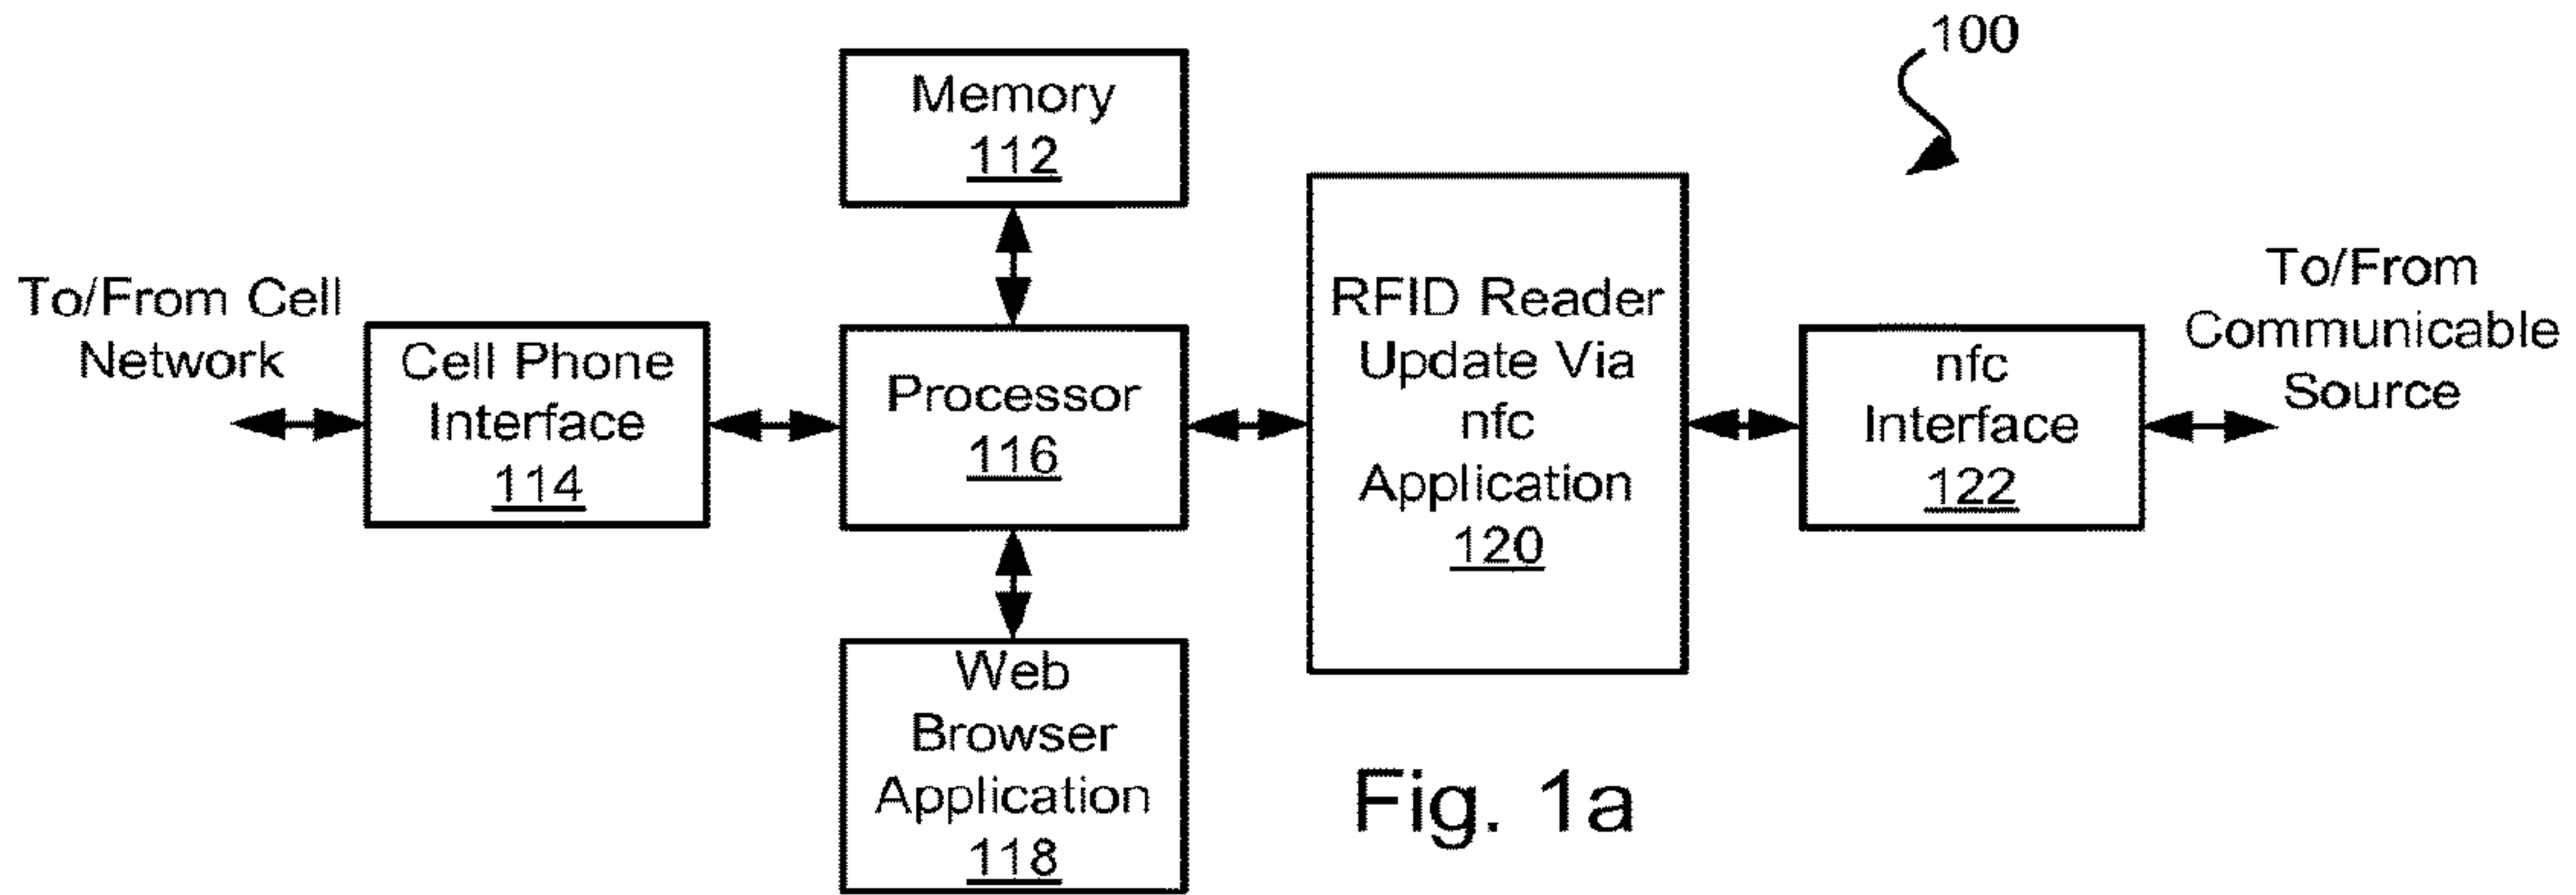 100
Memory
112
To/From Cell
Network
Cell Phone
Interface
114
Processor
116
RFID Reader
Update Via
nfc
Application
120
nfc
Interface
122
To/From
Communicable
Source
Web
Browser
Application
118
Fig. 1a